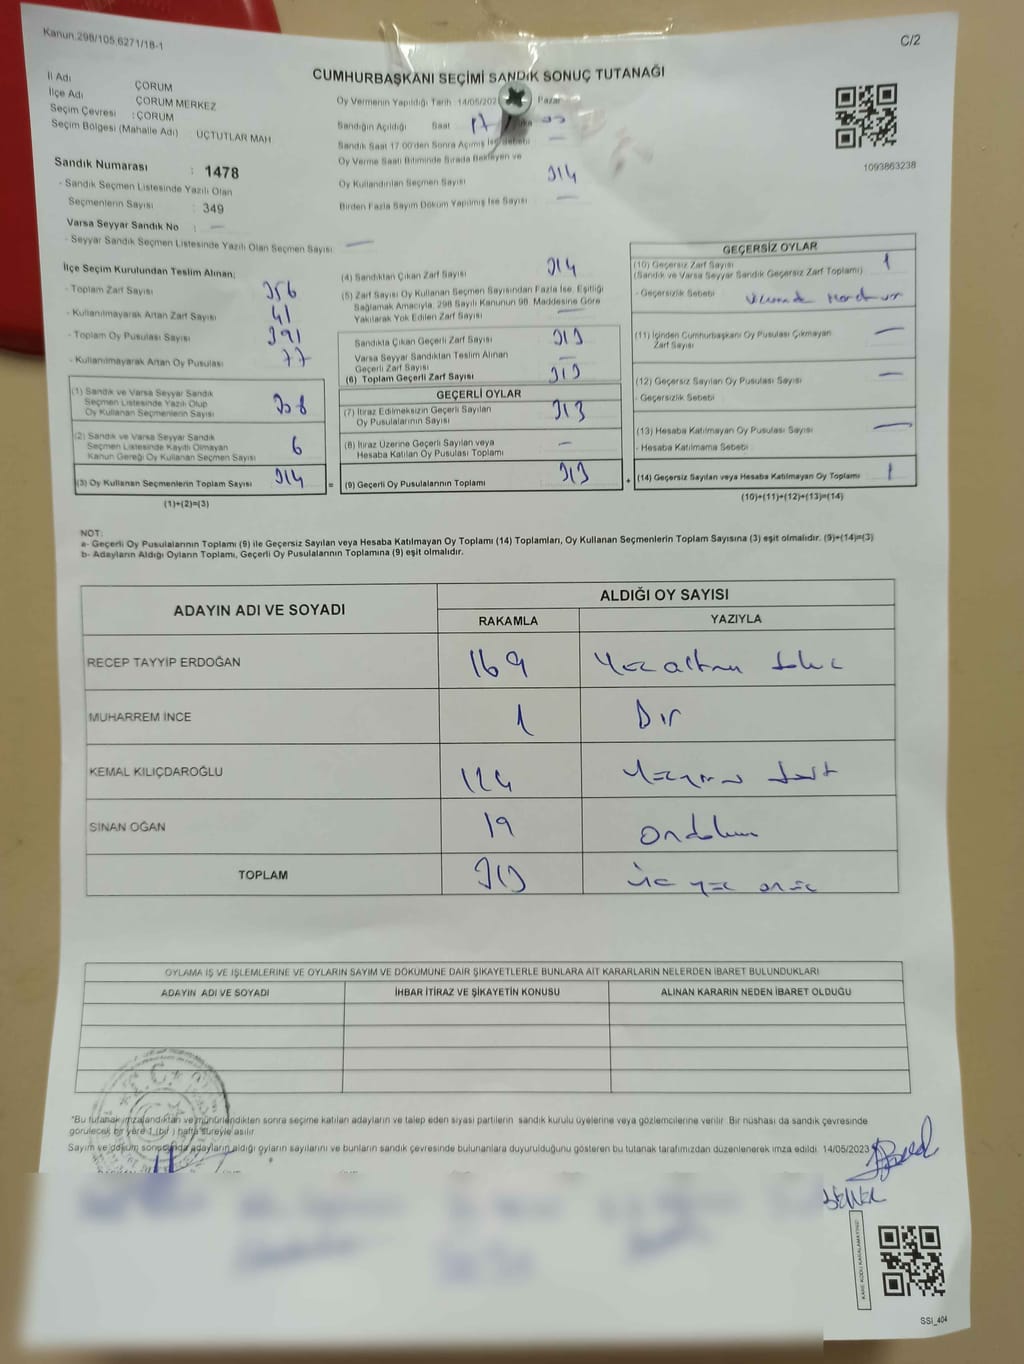 Kanun.298/105.6271/18-1
C/2
CUMHURBAŞKANI SEÇİMİ SANDIK SONUÇ TUTANAĞI
İl Adı ÇORUM
İlçe Adı ÇORUM MERKEZ
Seçim Çevresi : ÇORUM
Seçim Bölgesi (Mahalle Adı) : ÜÇTUTLAR MAH
Sandık Numarası : 1478
- Sandık Seçmen Listesinde Yazılı Olan
Seçmenlerin Sayısı : 349
Varsa Seyyar Sandık No : —
- Seyyar Sandık Seçmen Listesinde Yazılı Olan Seçmen Sayısı: —
Oy Vermenin Yapıldığı Tarih 14/05/202 Pazar
Sandığın Açıldığı Saat 17
Sandık Saat 17.00'den Sonra Açılmış İse Sebebi —
Oy Verme Saati Bitiminde Sırada Bekleyen ve
Oy Kullandırılan Seçmen Sayısı 314
Birden Fazla Sayım Döküm Yapılmış İse Sayısı —
1093863238
İlçe Seçim Kurulundan Teslim Alınan;
- Toplam Zarf Sayısı 356
- Kullanılmayarak Artan Zarf Sayısı 41
- Toplam Oy Pusulası Sayısı 391
- Kullanılmayarak Artan Oy Pusulası 77
(1) Sandık ve Varsa Seyyar Sandık
Seçmen Listesinde Yazılı Olup
Oy Kullanan Seçmenlerin Sayısı 308
(2) Sandık ve Varsa Seyyar Sandık
Seçmen Listesinde Kayıtlı Olmayan
Kanun Gereği Oy Kullanan Seçmen Sayısı 6
(3) Oy Kullanan Seçmenlerin Toplam Sayısı 314
(1)+(2)=(3)
(4) Sandıktan Çıkan Zarf Sayısı 314
(5) Zarf Sayısı Oy Kullanan Seçmen Sayısından Fazla İse, Eşitliği
Sağlamak Amacıyla, 298 Sayılı Kanunun 98. Maddesine Göre
Yakılarak Yok Edilen Zarf Sayısı —
Sandıkta Çıkan Geçerli Zarf Sayısı 313
Varsa Seyyar Sandıktan Teslim Alınan
Geçerli Zarf Sayısı —
(6) Toplam Geçerli Zarf Sayısı 313
GEÇERLİ OYLAR
(7) İtiraz Edilmeksizin Geçerli Sayılan
Oy Pusulalarının Sayısı 313
(8) İtiraz Üzerine Geçerli Sayılan veya
Hesaba Katılan Oy Pusulası Toplamı —
= (9) Geçerli Oy Pusulalarının Toplamı 313
GEÇERSİZ OYLAR
(10) Geçersiz Zarf Sayısı 1
(Sandık ve Varsa Seyyar Sandık Geçersiz Zarf Toplamı)
- Geçersizlik Sebebi
(11) İçinden Cumhurbaşkanı Oy Pusulası Çıkmayan —
Zarf Sayısı
(12) Geçersiz Sayılan Oy Pusulası Sayısı —
- Geçersizlik Sebebi
(13) Hesaba Katılmayan Oy Pusulası Sayısı —
- Hesaba Katılmama Sebebi
+ (14) Geçersiz Sayılan veya Hesaba Katılmayan Oy Toplamı 1
(10)+(11)+(12)+(13)=(14)
NOT:
a- Geçerli Oy Pusulalarının Toplamı (9) ile Geçersiz Sayılan veya Hesaba Katılmayan Oy Toplamı (14) Toplamları, Oy Kullanan Seçmenlerin Toplam Sayısına (3) eşit olmalıdır. (9)+(14)=(3)
b- Adayların Aldığı Oyların Toplamı, Geçerli Oy Pusulalarının Toplamına (9) eşit olmalıdır.
ADAYIN ADI VE SOYADI
ALDIĞI OY SAYISI
RAKAMLA YAZIYLA
RECEP TAYYİP ERDOĞAN 169
MUHARREM İNCE 1 Bir
KEMAL KILIÇDAROĞLU 124
SİNAN OĞAN 19 ondokuz
TOPLAM 313 üç yüz onüç
OYLAMA İŞ VE İŞLEMLERİNE VE OYLARIN SAYIM VE DÖKÜMÜNE DAİR ŞİKAYETLERLE BUNLARA AİT KARARLARIN NELERDEN İBARET BULUNDUKLARI
ADAYIN ADI VE SOYADI İHBAR İTİRAZ VE ŞİKAYETİN KONUSU ALINAN KARARIN NEDEN İBARET OLDUĞU
*Bu tutanak imzalandıktan ve mühürlendikten sonra seçime katılan adayların ve talep eden siyasi partilerin sandık kurulu üyelerine veya gözlemcilerine verilir. Bir nüshası da sandık çevresinde
görülecek bir yere 1 (bir) hafta süreyle asılır
Sayım ve döküm sonucunda adayların aldığı oyların sayılarını ve bunların sandık çevresinde bulunanlara duyurulduğunu gösteren bu tutanak tarafımızdan düzenlenerek imza edildi. 14/05/2023
T.C.
KARE KODU KARALAMAYINIZ!
SSI_404